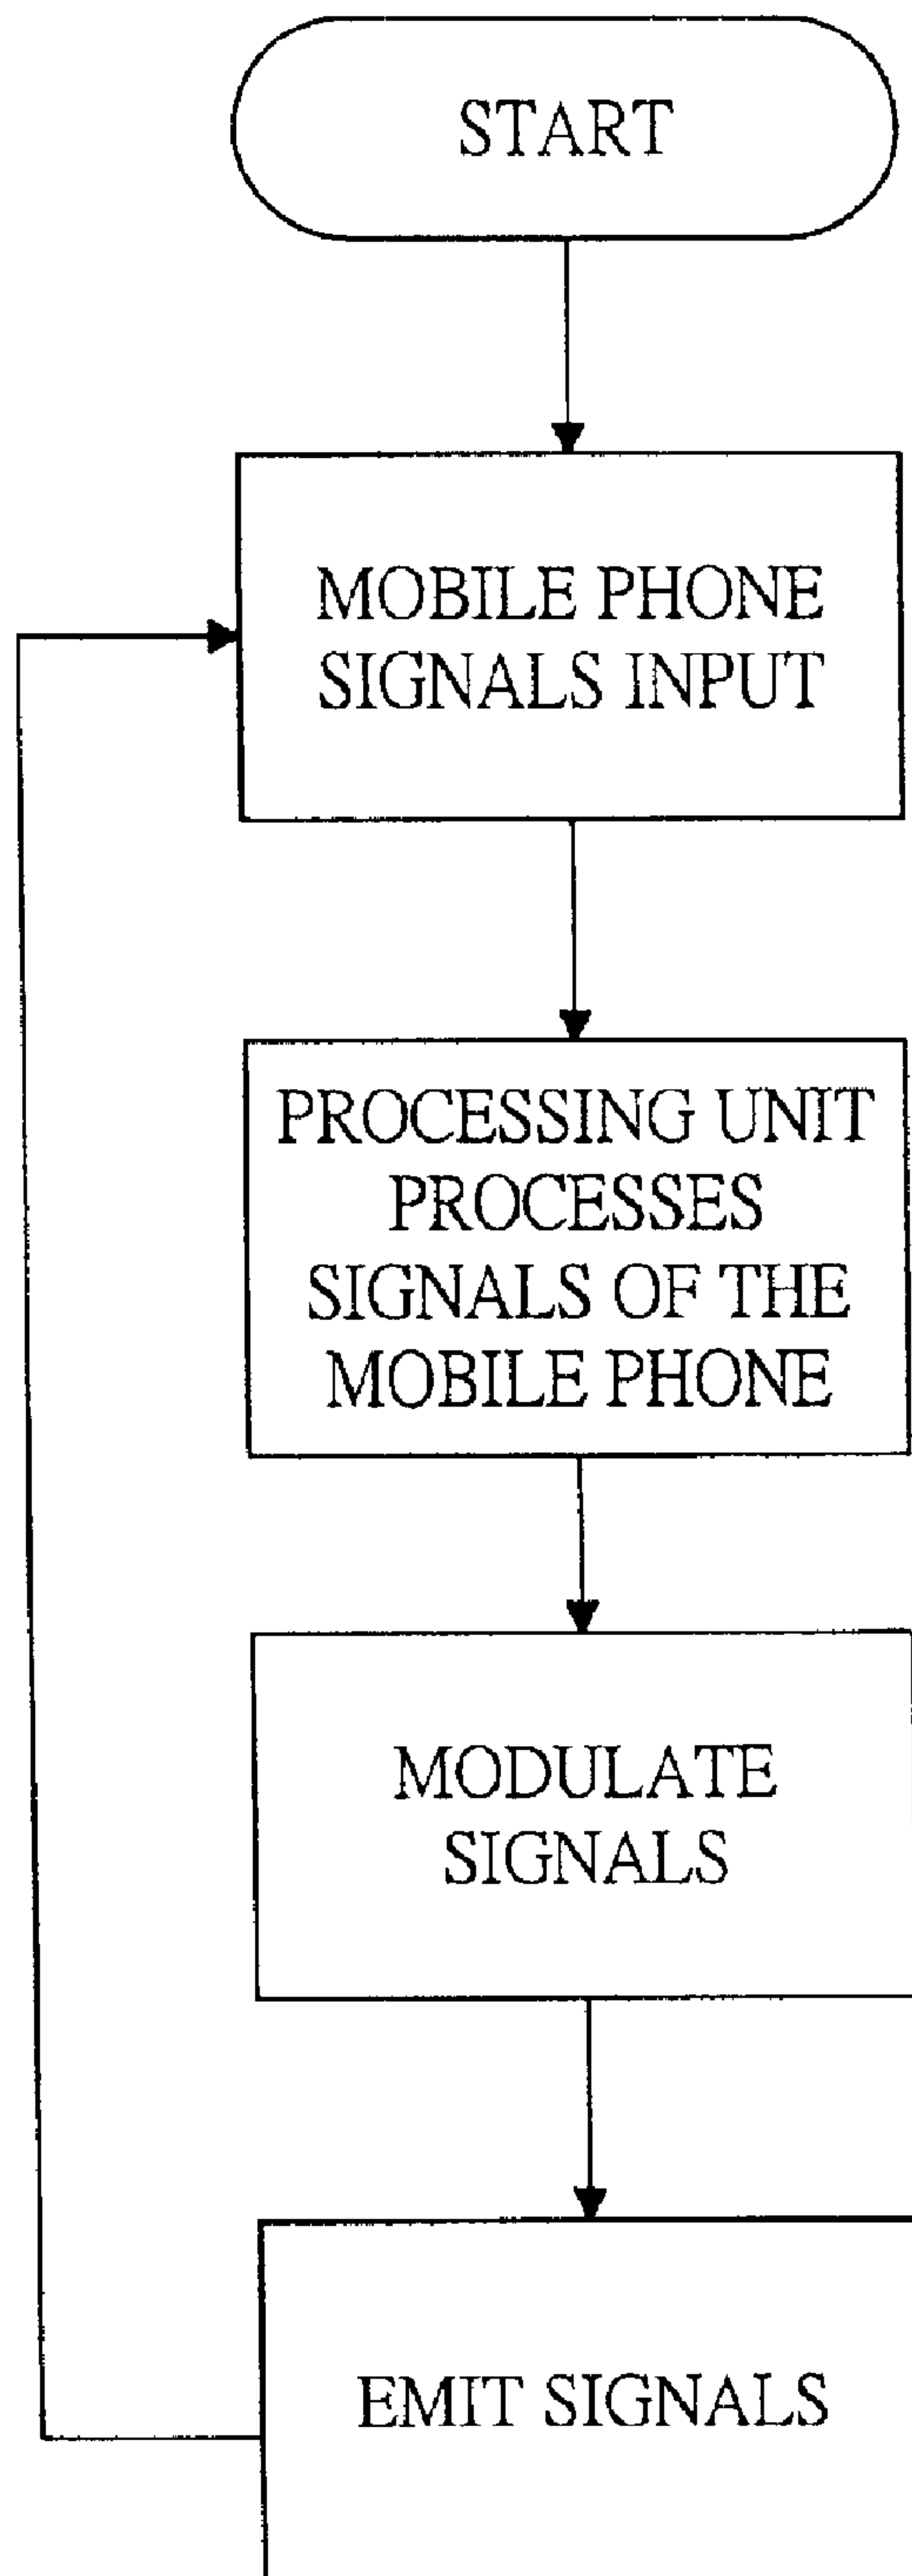 START
MOBILE PHONE
SIGNALS INPUT
PROCESSING UNIT
PROCESSES
SIGNALS OF THE
MOBILE PHONE
MODULATE
SIGNALS
EMIT SIGNALS